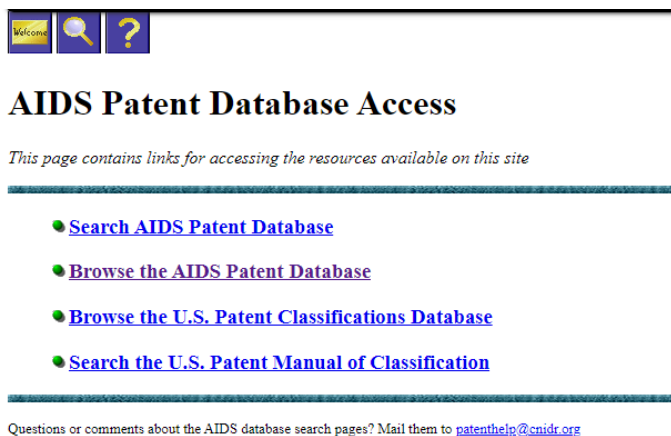 Welcome
?
AIDS Patent Database Access
This page contains links for accessing the resources available on this site
Search AIDS Patent Database
Browse the AIDS Patent Database
Browse the U.S. Patent Classifications Database
Search the U.S. Patent Manual of Classification
Questions or comments about the AIDS database search pages? Mail them to patenthelp@cnidr.org